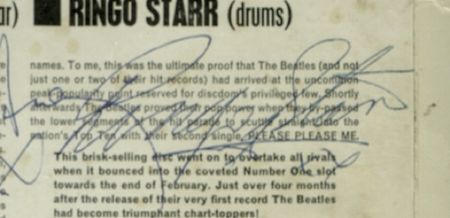 ar) ■ RINGO STARR (drums)
names. To me, this was the ultimate proof that The Beatles (and not
just one or two of their hit records) had arrived at the uncommon
peak-popularity point reserved for discdom's privileged few. Shortly
afterwards The Beatles proved their pop power when they by-passed
the lower segments of the hit parade to scuttle straight into the
nation's Top Ten with their second single, PLEASE PLEASE ME.
This brisk-selling disc went on to overtake all rivals
when it bounced into the coveted Number One slot
towards the end of February. Just over four months
after the release of their very first record The Beatles
had become triumphant chart-toppers!